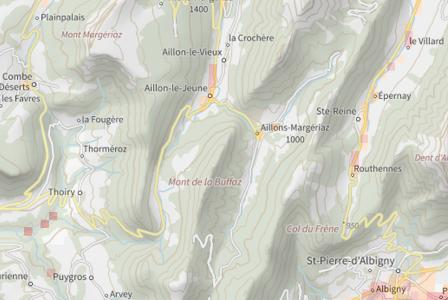 Plainpalais
1400
Mont Margériaz
la Crochère
Aillon-le-Vieux
le Villard
Combe
Déserts
les Favres
Aillon-le-Jeune
Épernay
Ste-Reine
la Fougère
Aillons-Margériaz
1000
Thorméroz
Dent d'A
Routhennes
Mont de la Buffaz
Thoiry
Col du Frêne
950
St-Pierre-d'Albigny
rienne
Puygros
Arvey
Albigny